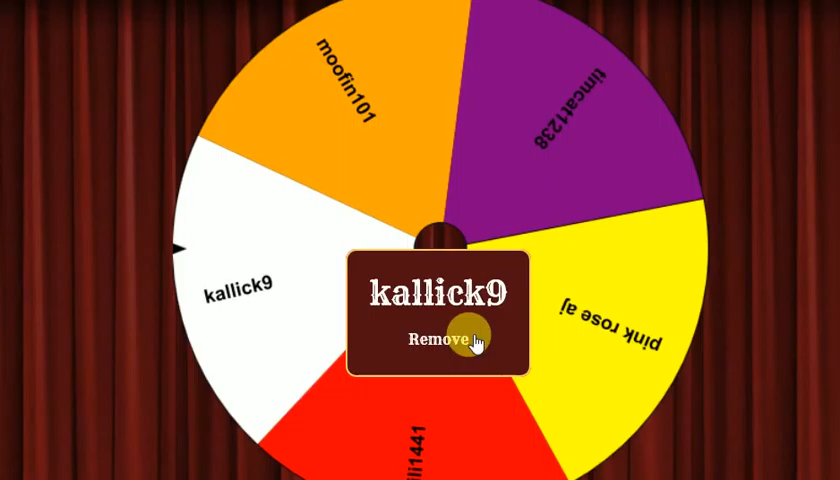 moofin101
timcat1238
kallick9
kallick9
Remove
pink rose aj